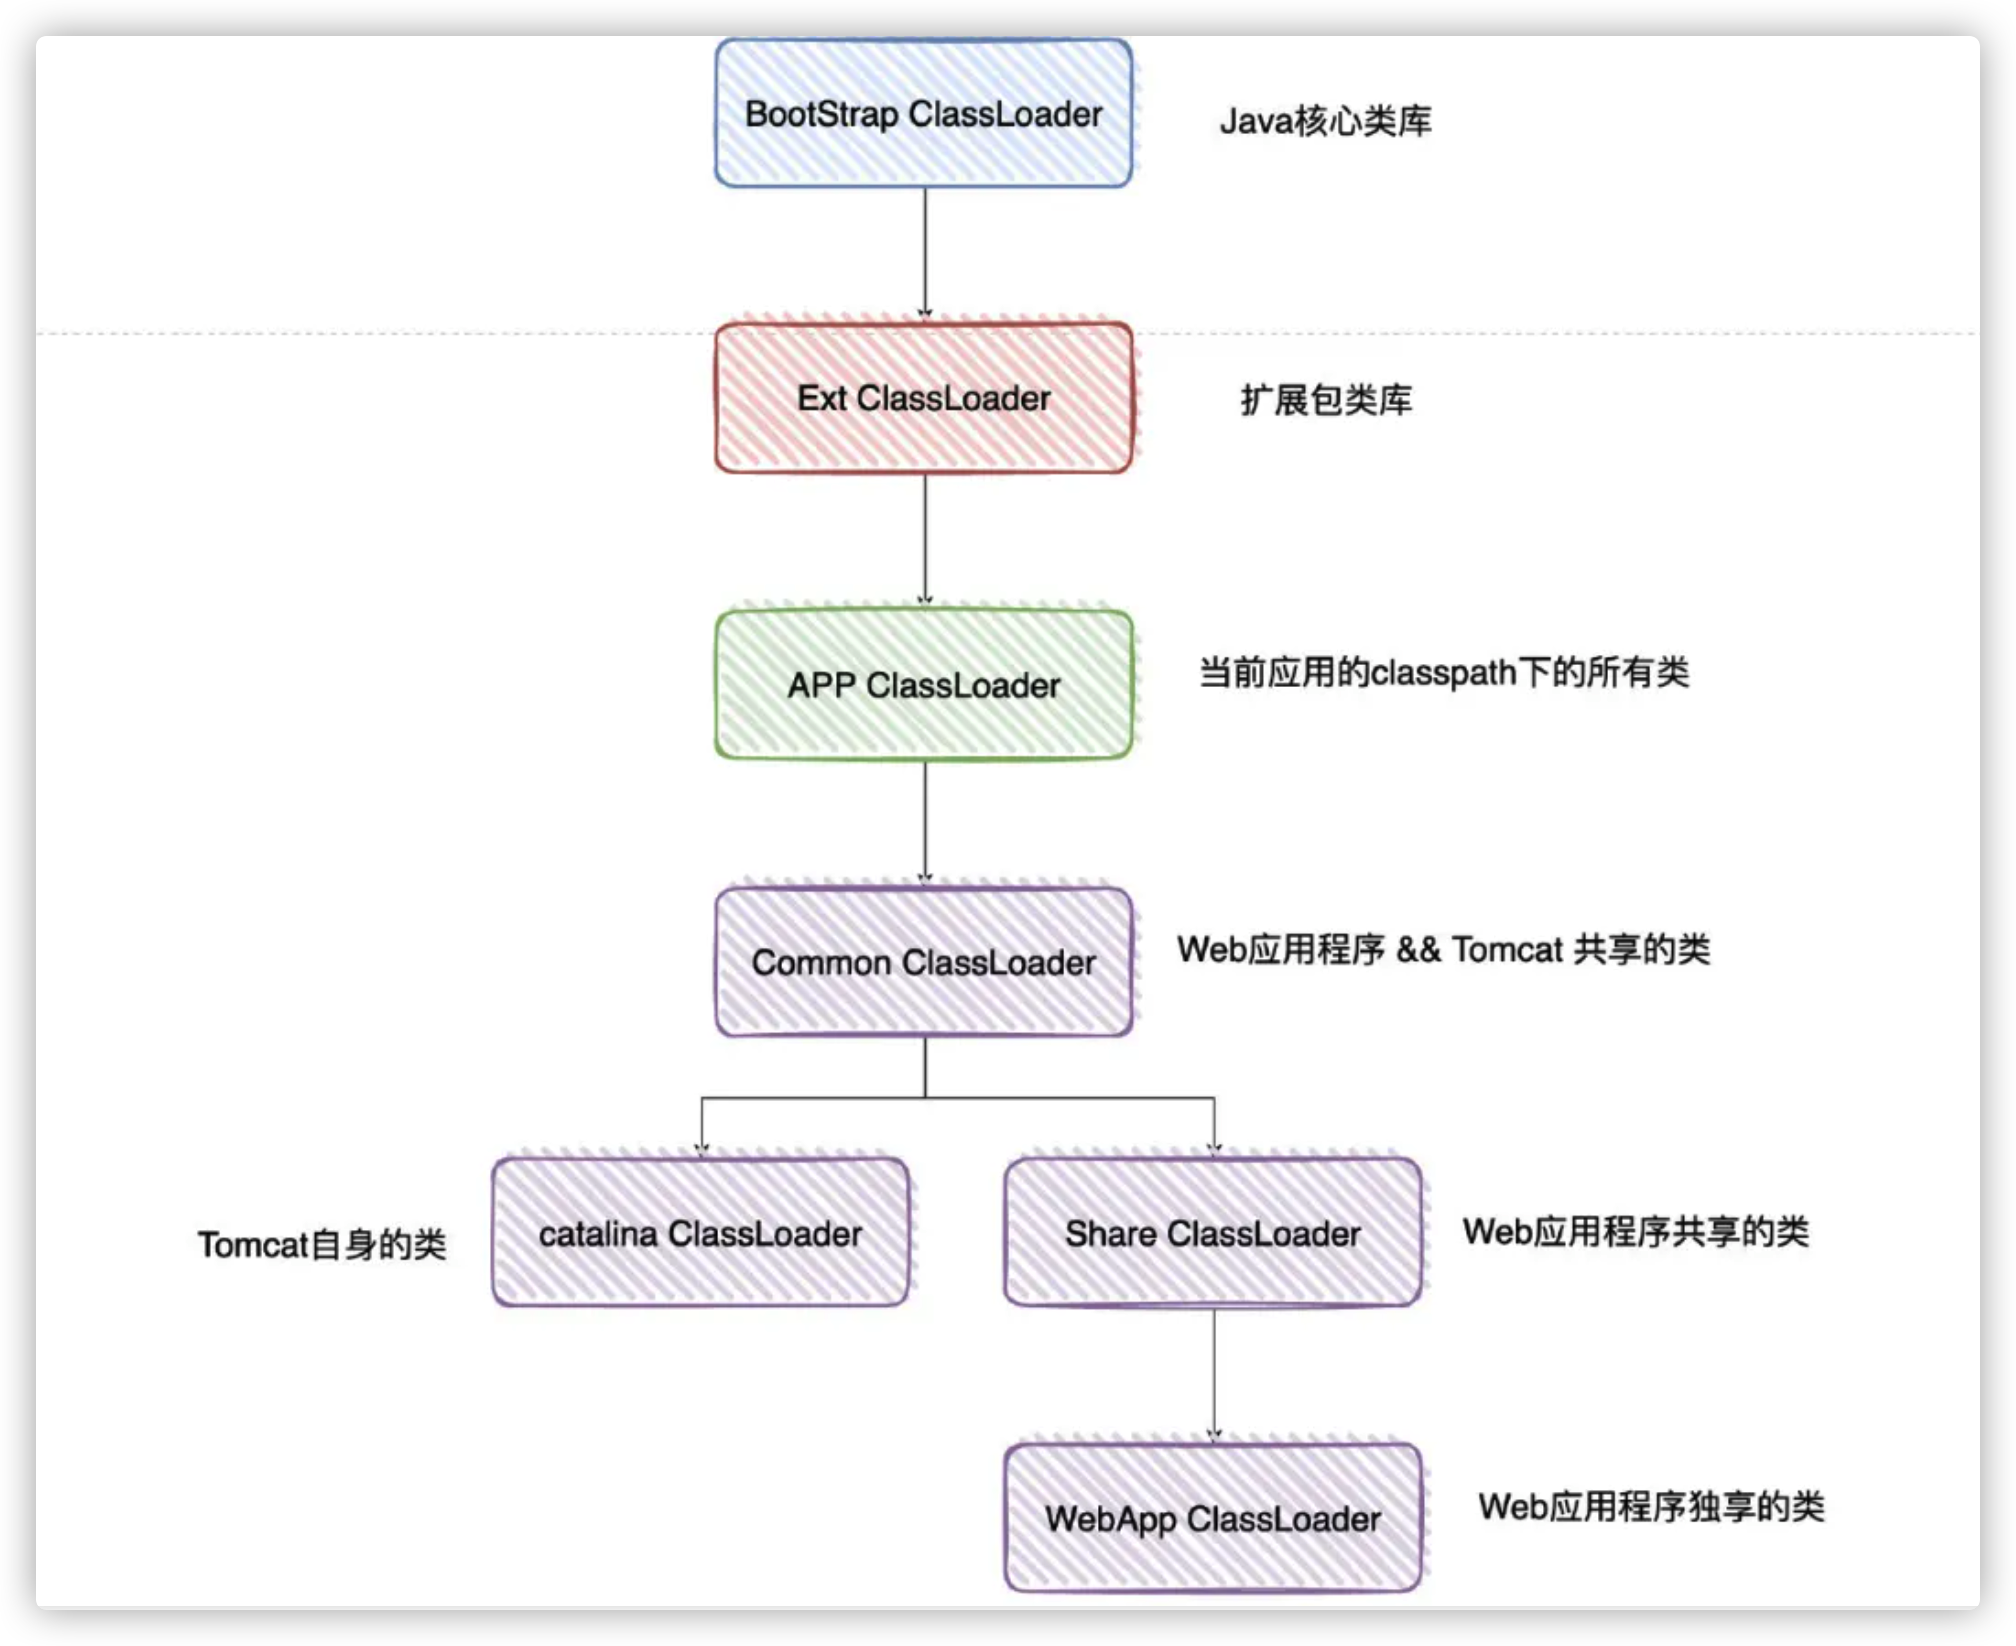 BootStrap ClassLoader
Java核心类库
Ext ClassLoader
扩展包类库
APP ClassLoader
当前应用的classpath下的所有类
Common ClassLoader
Web应用程序 && Tomcat 共享的类
Tomcat自身的类
catalina ClassLoader
Share ClassLoader
Web应用程序共享的类
WebApp ClassLoader
Web应用程序独享的类